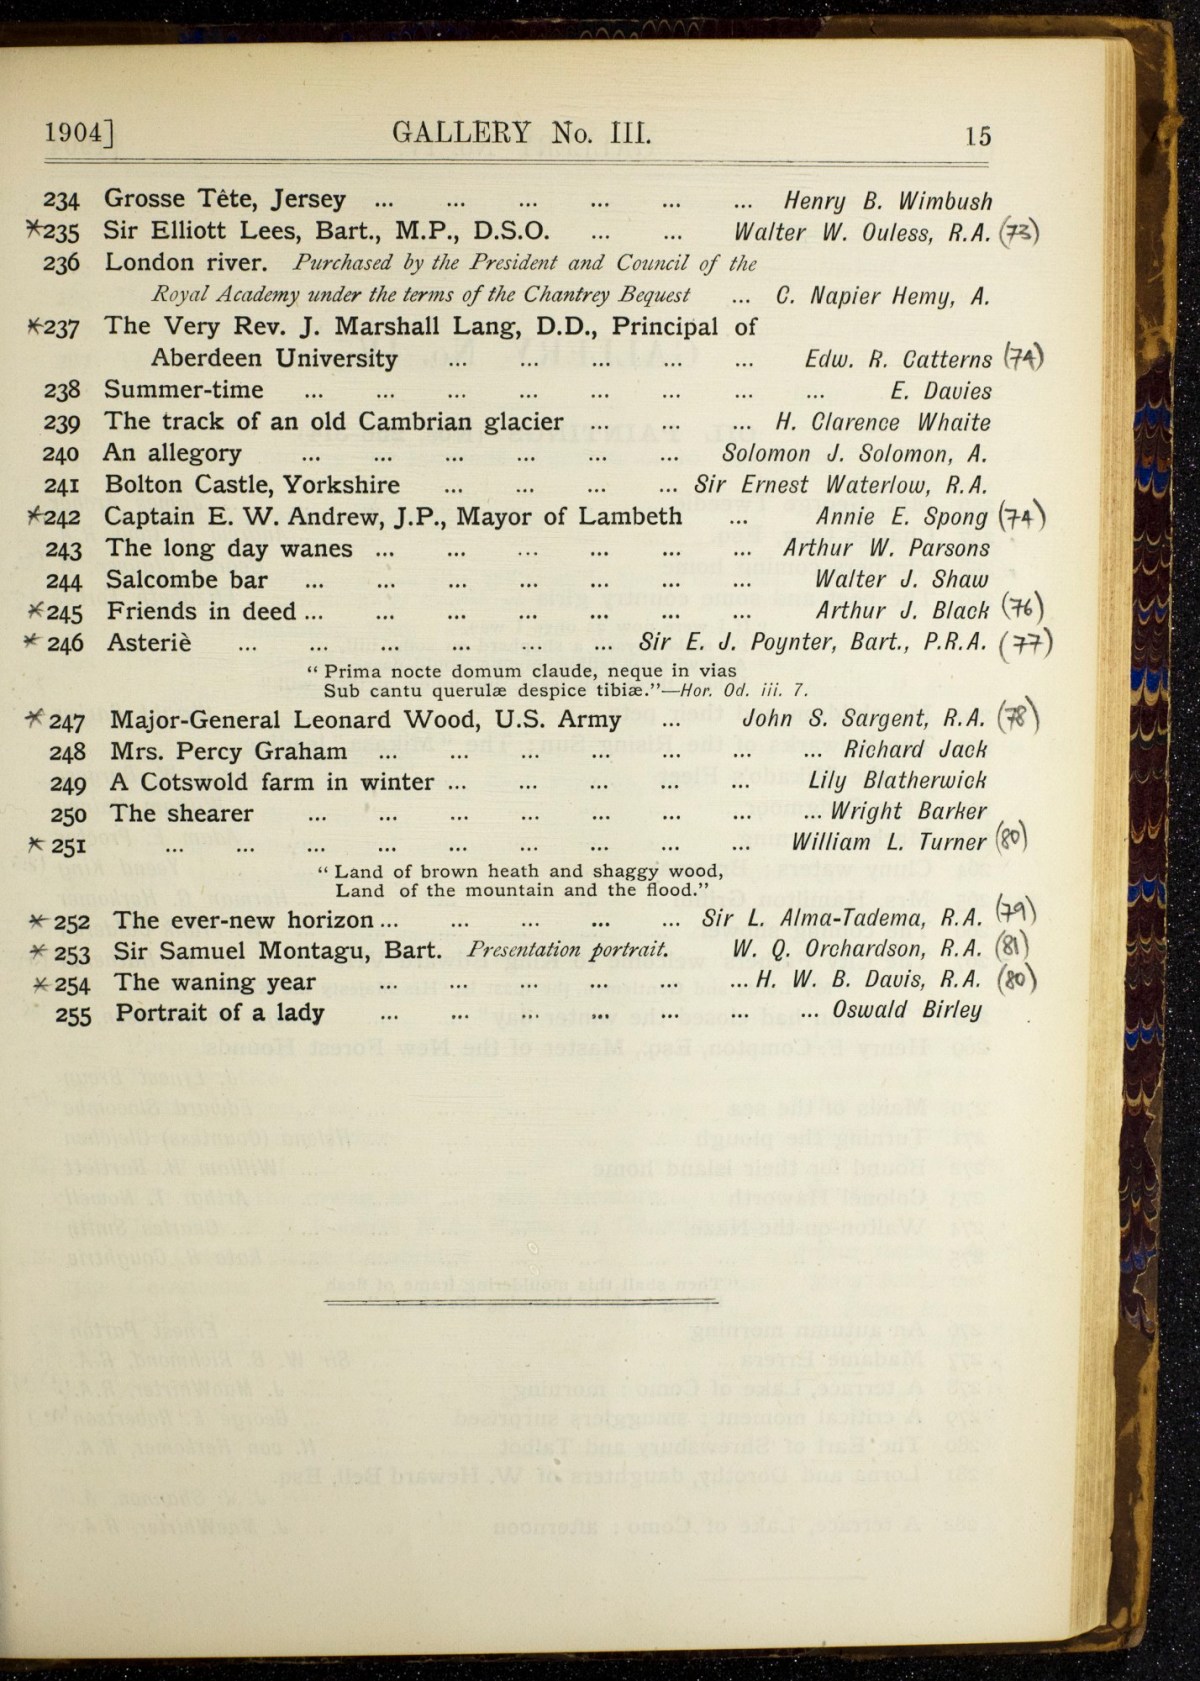 1904] GALLERY No. III. 15
234 Grosse Tête, Jersey ... ... ... ... ... ... Henry B. Wimbush
*235 Sir Elliott Lees, Bart., M.P., D.S.O. ... ... Walter W. Ouless, R.A. (73)
236 London river. Purchased by the President and Council of the
Royal Academy under the terms of the Chantrey Bequest ... C. Napier Hemy, A.
*237 The Very Rev. J. Marshall Lang, D.D., Principal of
Aberdeen University ... ... ... ... ... Edw. R. Catterns (74)
238 Summer-time ... ... ... ... ... ... ... ... E. Davies
239 The track of an old Cambrian glacier ... ... ... H. Clarence Whaite
240 An allegory ... ... ... ... ... ... Solomon J. Solomon, A.
241 Bolton Castle, Yorkshire ... ... ... ... Sir Ernest Waterlow, R.A.
*242 Captain E. W. Andrew, J.P., Mayor of Lambeth ... Annie E. Spong (74)
243 The long day wanes ... ... ... ... ... ... Arthur W. Parsons
244 Salcombe bar ... ... ... ... ... ... ... Walter J. Shaw
*245 Friends in deed ... ... ... ... ... ... ... Arthur J. Black (76)
*246 Asteriè ... ... ... ... ... ... Sir E. J. Poynter, Bart., P.R.A. (77)
“ Prima nocte domum claude, neque in vias
Sub cantu querulæ despice tibiæ.”—Hor. Od. iii. 7.
*247 Major-General Leonard Wood, U.S. Army ... John S. Sargent, R.A. (78)
248 Mrs. Percy Graham ... ... ... ... ... ... ... Richard Jack
249 A Cotswold farm in winter ... ... ... ... ... Lily Blatherwick
250 The shearer ... ... ... ... ... ... ... ... Wright Barker
*251 ... ... ... ... ... ... ... ... ... William L. Turner (80)
“ Land of brown heath and shaggy wood,
Land of the mountain and the flood.”
*252 The ever-new horizon ... ... ... ... ... Sir L. Alma-Tadema, R.A. (79)
*253 Sir Samuel Montagu, Bart. Presentation portrait. W. Q. Orchardson, R.A. (81)
*254 The waning year ... ... ... ... ... ... H. W. B. Davis, R.A. (80)
255 Portrait of a lady ... ... ... ... ... ... ... Oswald Birley